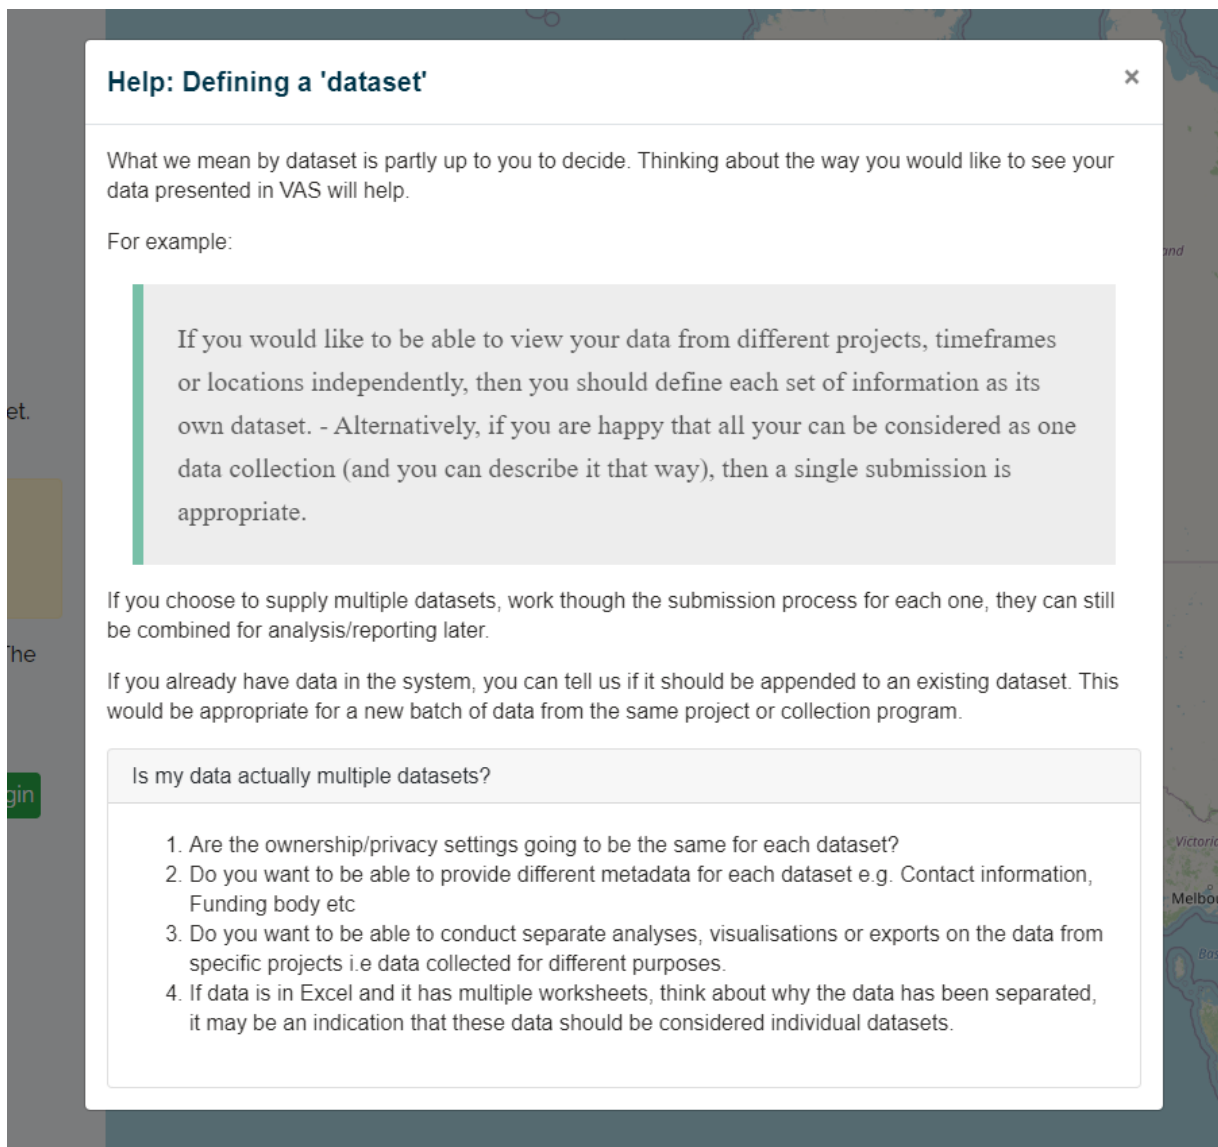 Help: Defining a 'dataset'
×
What we mean by dataset is partly up to you to decide. Thinking about the way you would like to see your
data presented in VAS will help.
For example:
If you would like to be able to view your data from different projects, timeframes
or locations independently, then you should define each set of information as its
own dataset. - Alternatively, if you are happy that all your can be considered as one
data collection (and you can describe it that way), then a single submission is
appropriate.
If you choose to supply multiple datasets, work though the submission process for each one, they can still
be combined for analysis/reporting later.
If you already have data in the system, you can tell us if it should be appended to an existing dataset. This
would be appropriate for a new batch of data from the same project or collection program.
Is my data actually multiple datasets?
1. Are the ownership/privacy settings going to be the same for each dataset?
2. Do you want to be able to provide different metadata for each dataset e.g. Contact information,
Funding body etc
3. Do you want to be able to conduct separate analyses, visualisations or exports on the data from
specific projects i.e data collected for different purposes.
4. If data is in Excel and it has multiple worksheets, think about why the data has been separated,
it may be an indication that these data should be considered individual datasets.
et.
The
gin
and
Victoria
Melbou
Bas